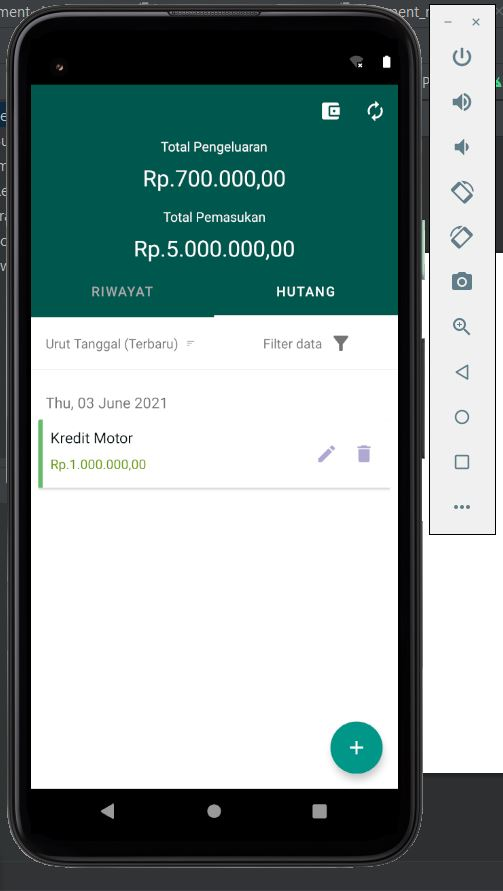 Total Pengeluaran
Rp.700.000,00
Total Pemasukan
Rp.5.000.000,00
RIWAYAT HUTANG
Urut Tanggal (Terbaru) Filter data
Thu, 03 June 2021
Kredit Motor
Rp.1.000.000,00